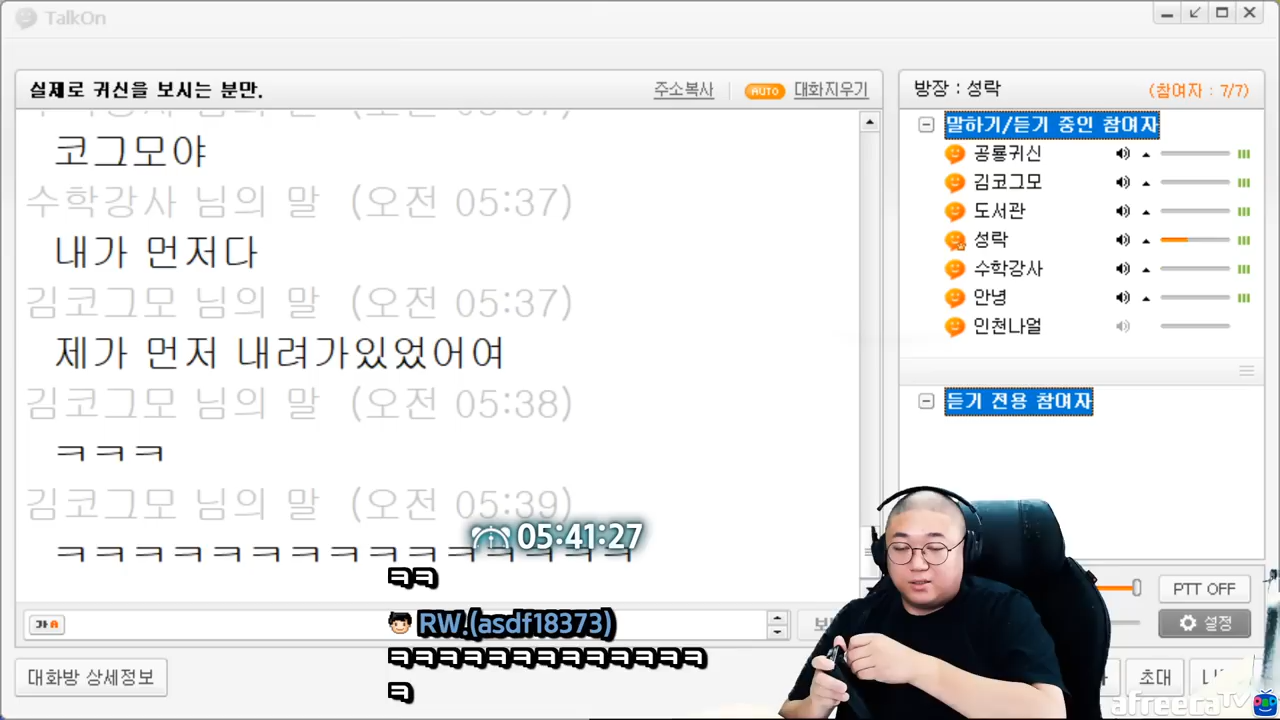 TalkOn
실제로 귀신을 보시는 분만.
주소복사
AUTO
대화지우기
코그모야
수학강사 님의 말 (오전 05:37)
내가 먼저다
김코그모 님의 말 (오전 05:37)
제가 먼저 내려가있었어여
김코그모 님의 말 (오전 05:38)
ㅋㅋㅋ
김코그모 님의 말 (오전 05:39)
ㅋㅋㅋㅋㅋㅋㅋㅋㅋㅋㅋㅋㅋㅋㅋ
05:41:27
ㅋㅋ
RW.(asdf18373)
ㅋㅋㅋㅋㅋㅋㅋㅋㅋㅋㅋㅋㅋ
ㅋ
가A
대화방 상세정보
방장 : 성락
(참여자 : 7/7)
말하기/듣기 중인 참여자
공룡귀신
김코그모
도서관
성락
수학강사
안녕
인천나얼
듣기 전용 참여자
PTT OFF
설정
초대
afreecaTV